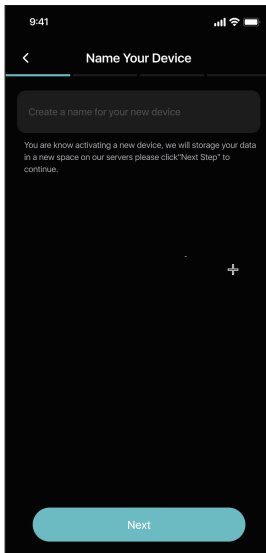 9:41
Name Your Device
Create a name for your new device
You are know activating a new device, we will storage your data
in a new space on our servers please click"Next Step" to
continue.
Next